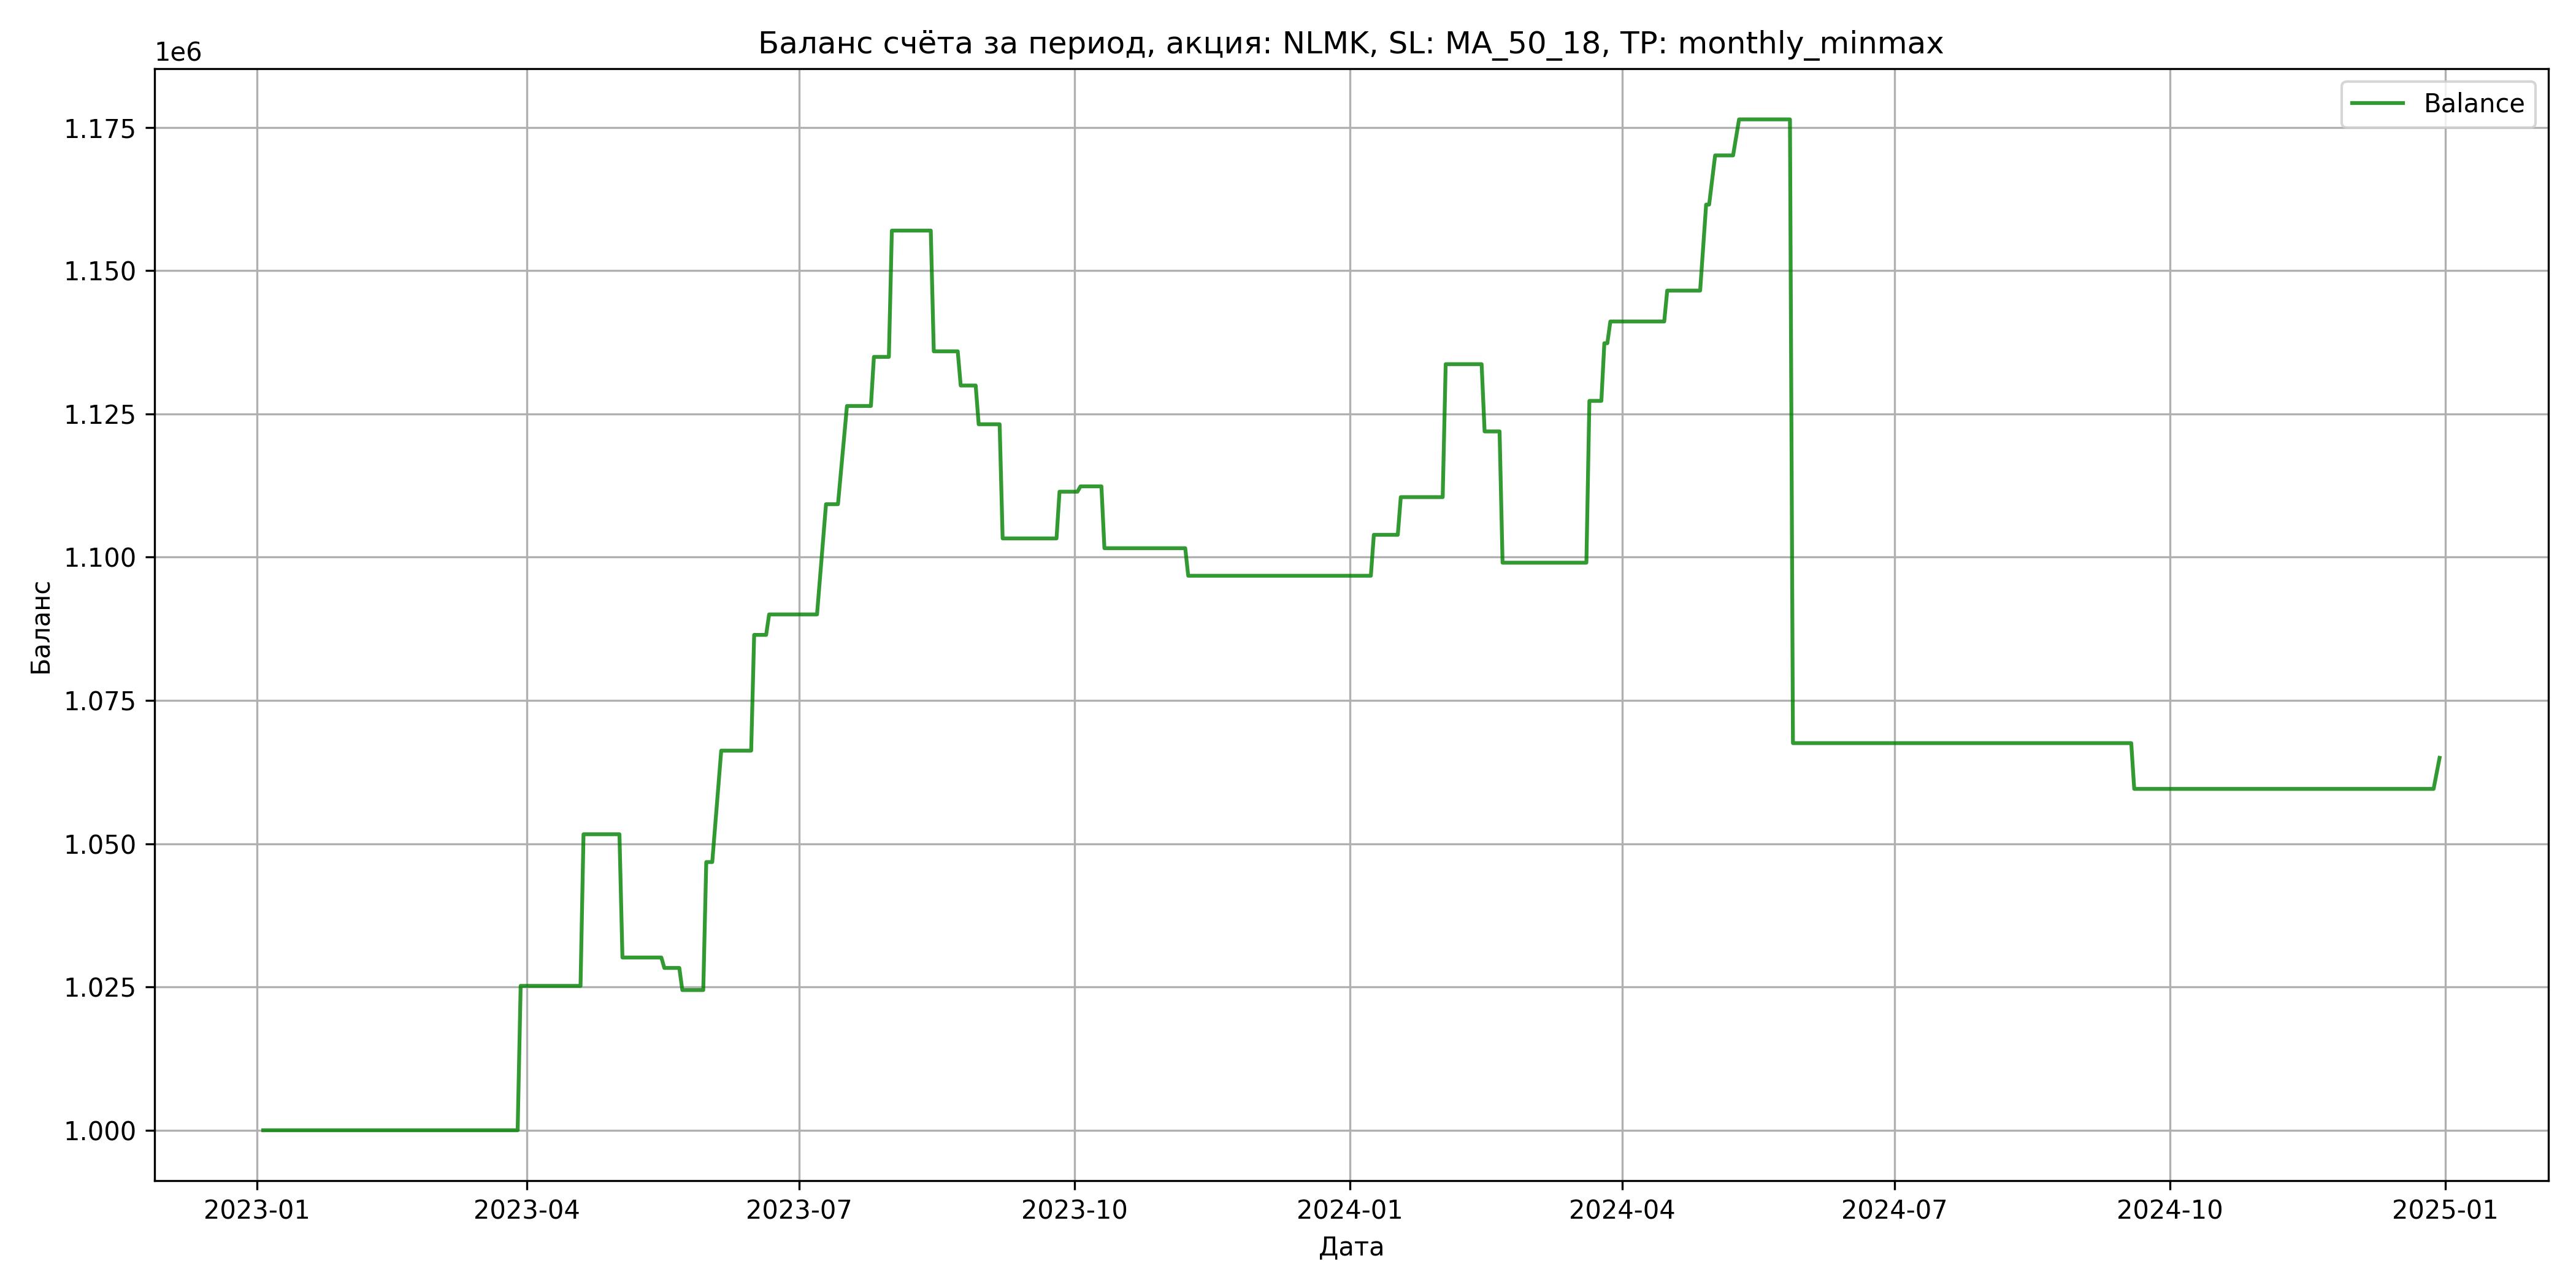 Баланс счёта за период, акция: NLMK, SL: MA_50_18, TP: monthly_minmax
1e6
Balance
1.175
1.150
1.125
1.100
1.075
1.050
1.025
1.000
Баланс
2023-01 2023-04 2023-07 2023-10 2024-01 2024-04 2024-07 2024-10 2025-01
Дата